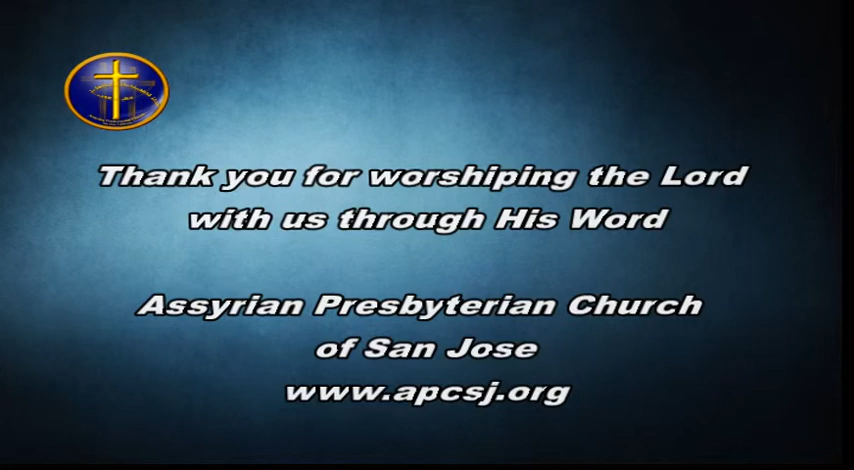 Thank you for worshiping the Lord
with us through His Word
Assyrian Presbyterian Church
of San Jose
www.apcsj.org